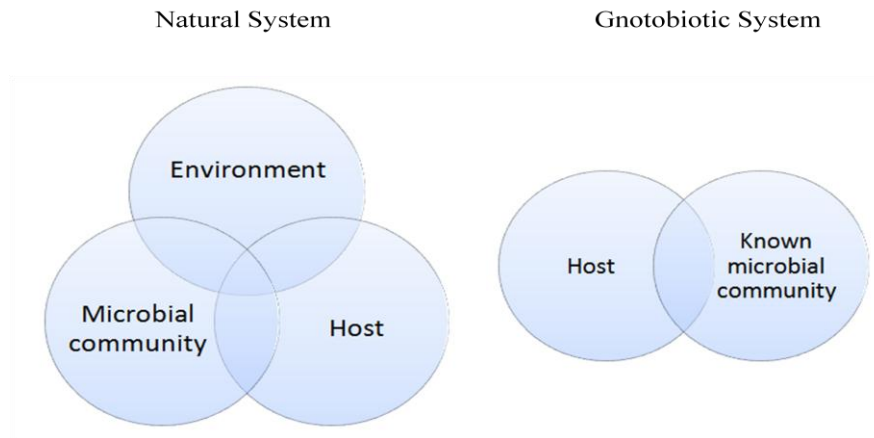 Natural System
Gnotobiotic System
Environment
Microbial
community
Host
Host
Known
microbial
community